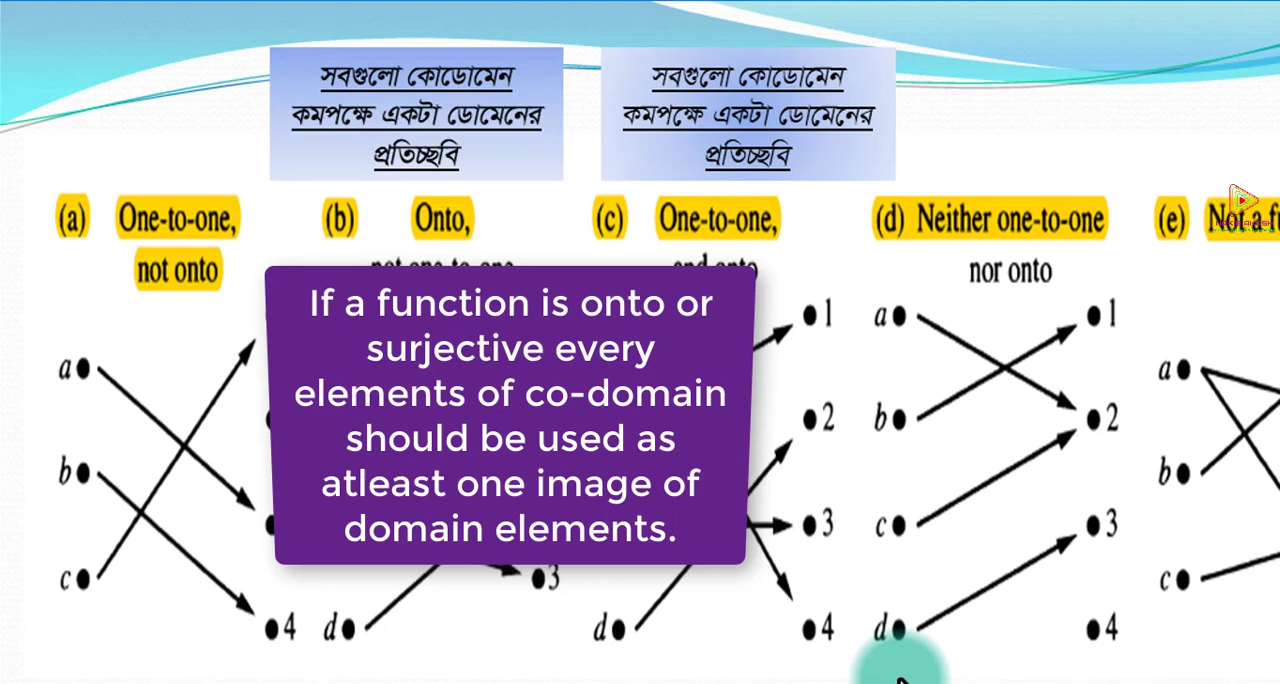 সবগুলো কোডোমেন
কমপক্ষে একটা ডোমেনের
প্রতিচ্ছবি
সবগুলো কোডোমেন
কমপক্ষে একটা ডোমেনের
প্রতিচ্ছবি
(a) One-to-one,
not onto
(b) Onto,
(c) One-to-one,
(d) Neither one-to-one
nor onto
(e) Not a
If a function is onto or
surjective every
elements of co-domain
should be used as
atleast one image of
domain elements.
a
b
c
4
d
3
d
1
2
3
4
a
b
c
d
1
2
3
4
a
b
c